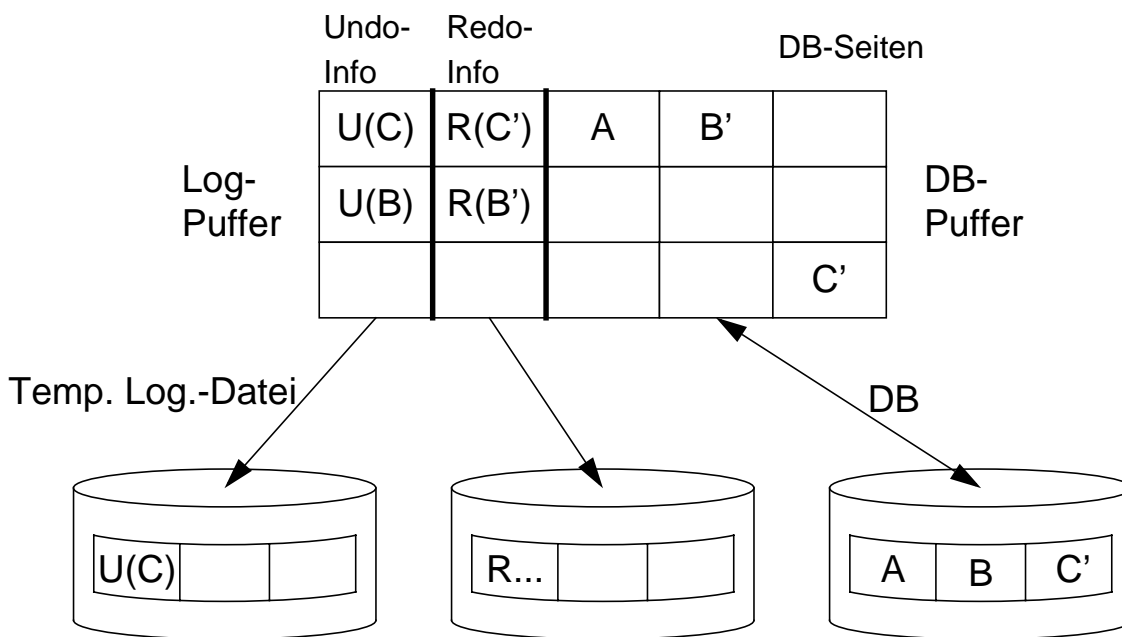 Undo-
Info
Redo-
Info
DB-Seiten
U(C) R(C’) A B’
Log-
Puffer
U(B) R(B’)
DB-
Puffer
C’
Temp. Log.-Datei
DB
U(C)
R...
A B C’